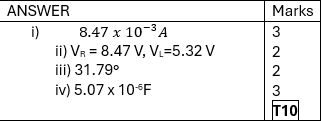 ANSWER Marks
i) 8.47 x 10⁻³A 3
ii) V_R = 8.47 V, V_L=5.32 V 2
iii) 31.79° 2
iv) 5.07 x 10⁻⁶F 3
T10